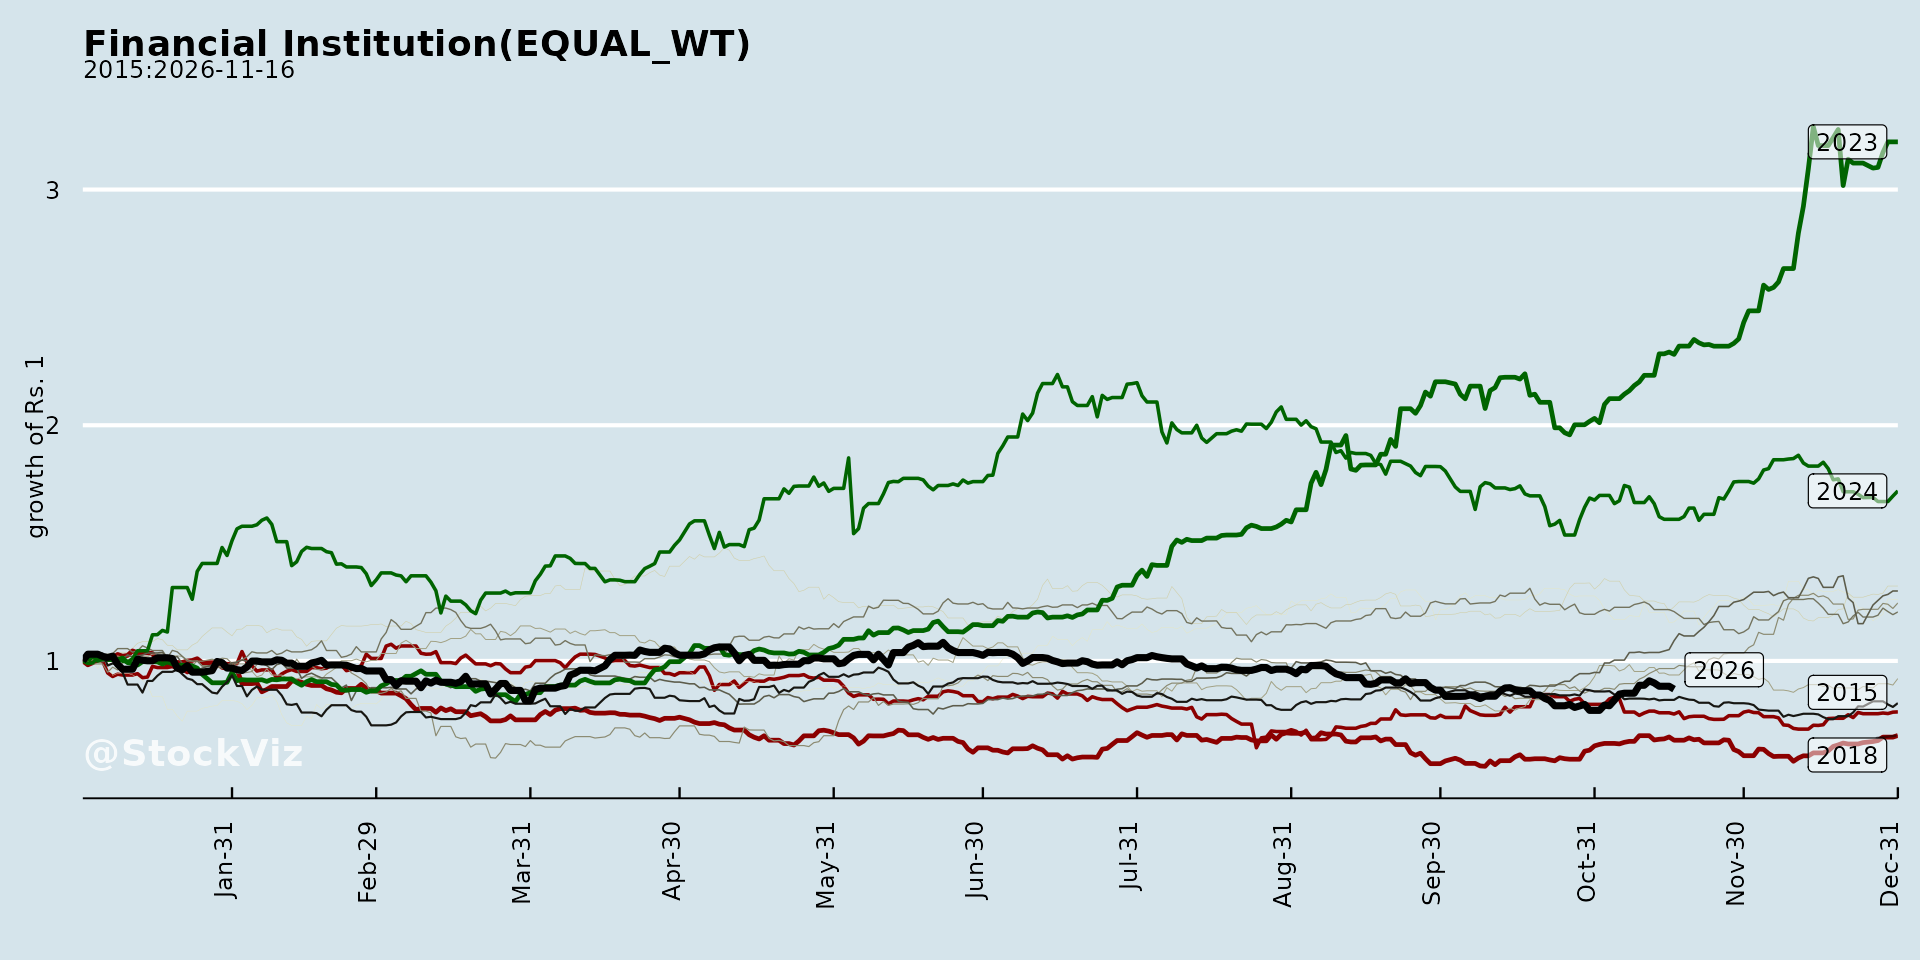 Financial Institution(EQUAL_WT)
2015:2026-11-16
growth of Rs. 1
3
2
1
2023
2024
2026
2015
2018
@StockViz
Jan-31
Feb-29
Mar-31
Apr-30
May-31
Jun-30
Jul-31
Aug-31
Sep-30
Oct-31
Nov-30
Dec-31